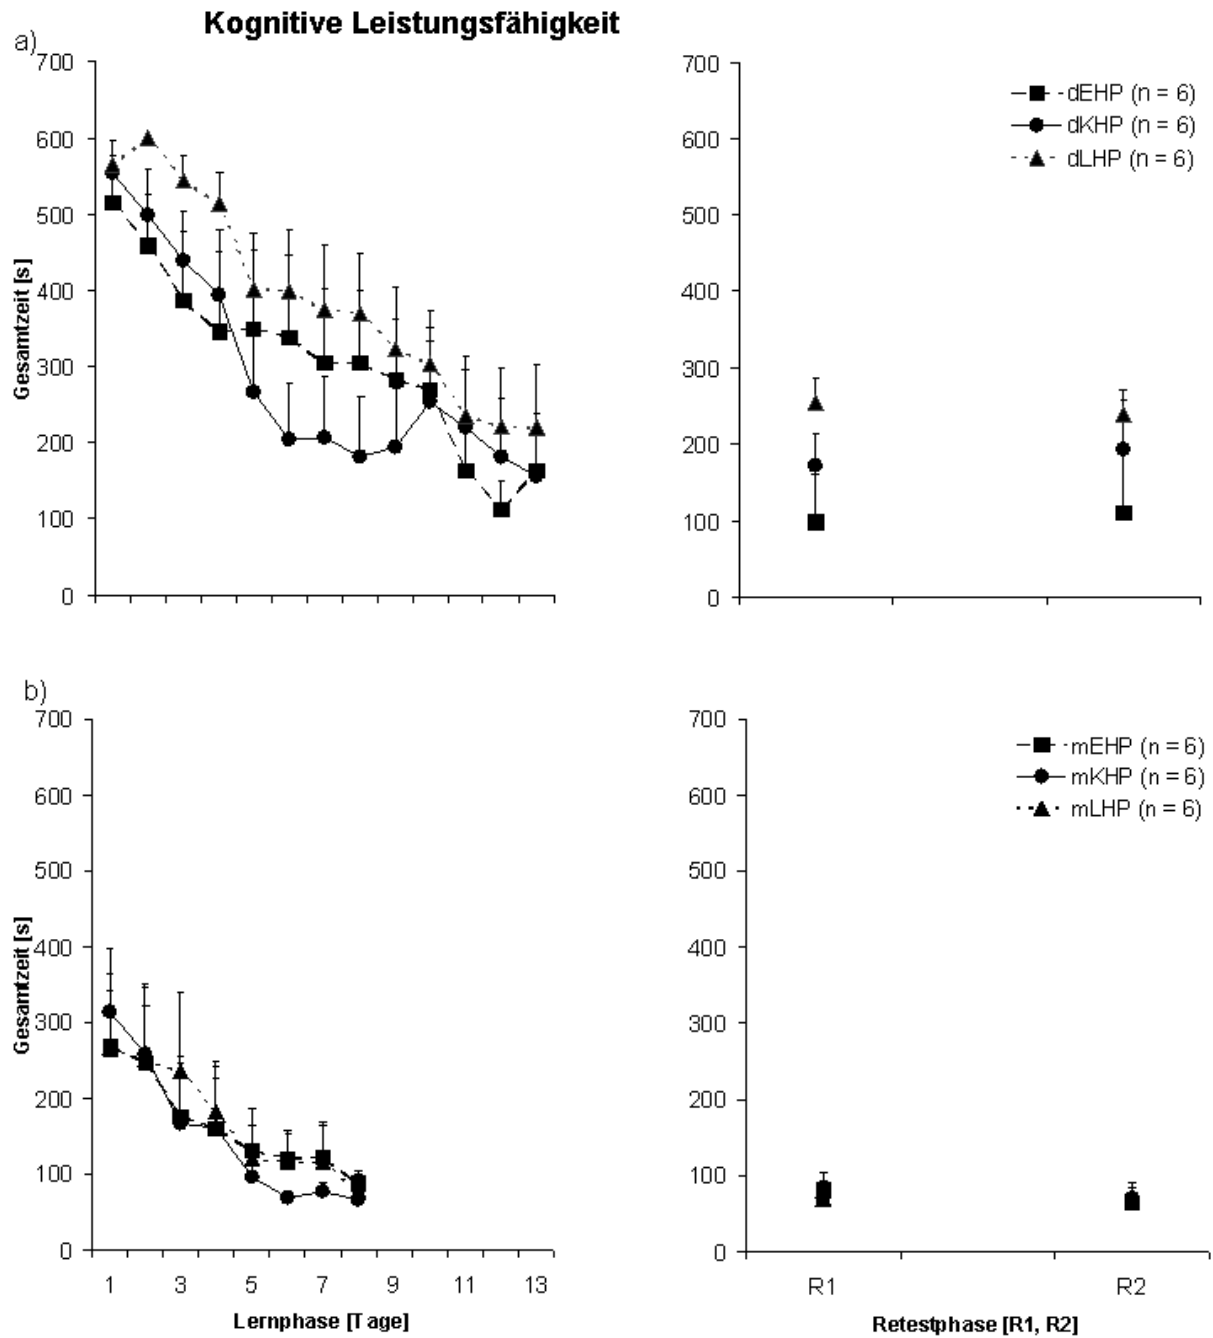 Kognitive Leistungsfähigkeit
a)
700
600
500
400
300
200
100
0
Gesamtzeit [s]
700
600
500
400
300
200
100
0
dEHP (n = 6)
dKHP (n = 6)
dLHP (n = 6)
b)
700
600
500
400
300
200
100
0
Gesamtzeit [s]
1 3 5 7 9 11 13
Lernphase [Tage]
700
600
500
400
300
200
100
0
mEHP (n = 6)
mKHP (n = 6)
mLHP (n = 6)
R1 R2
Retestphase [R1, R2]